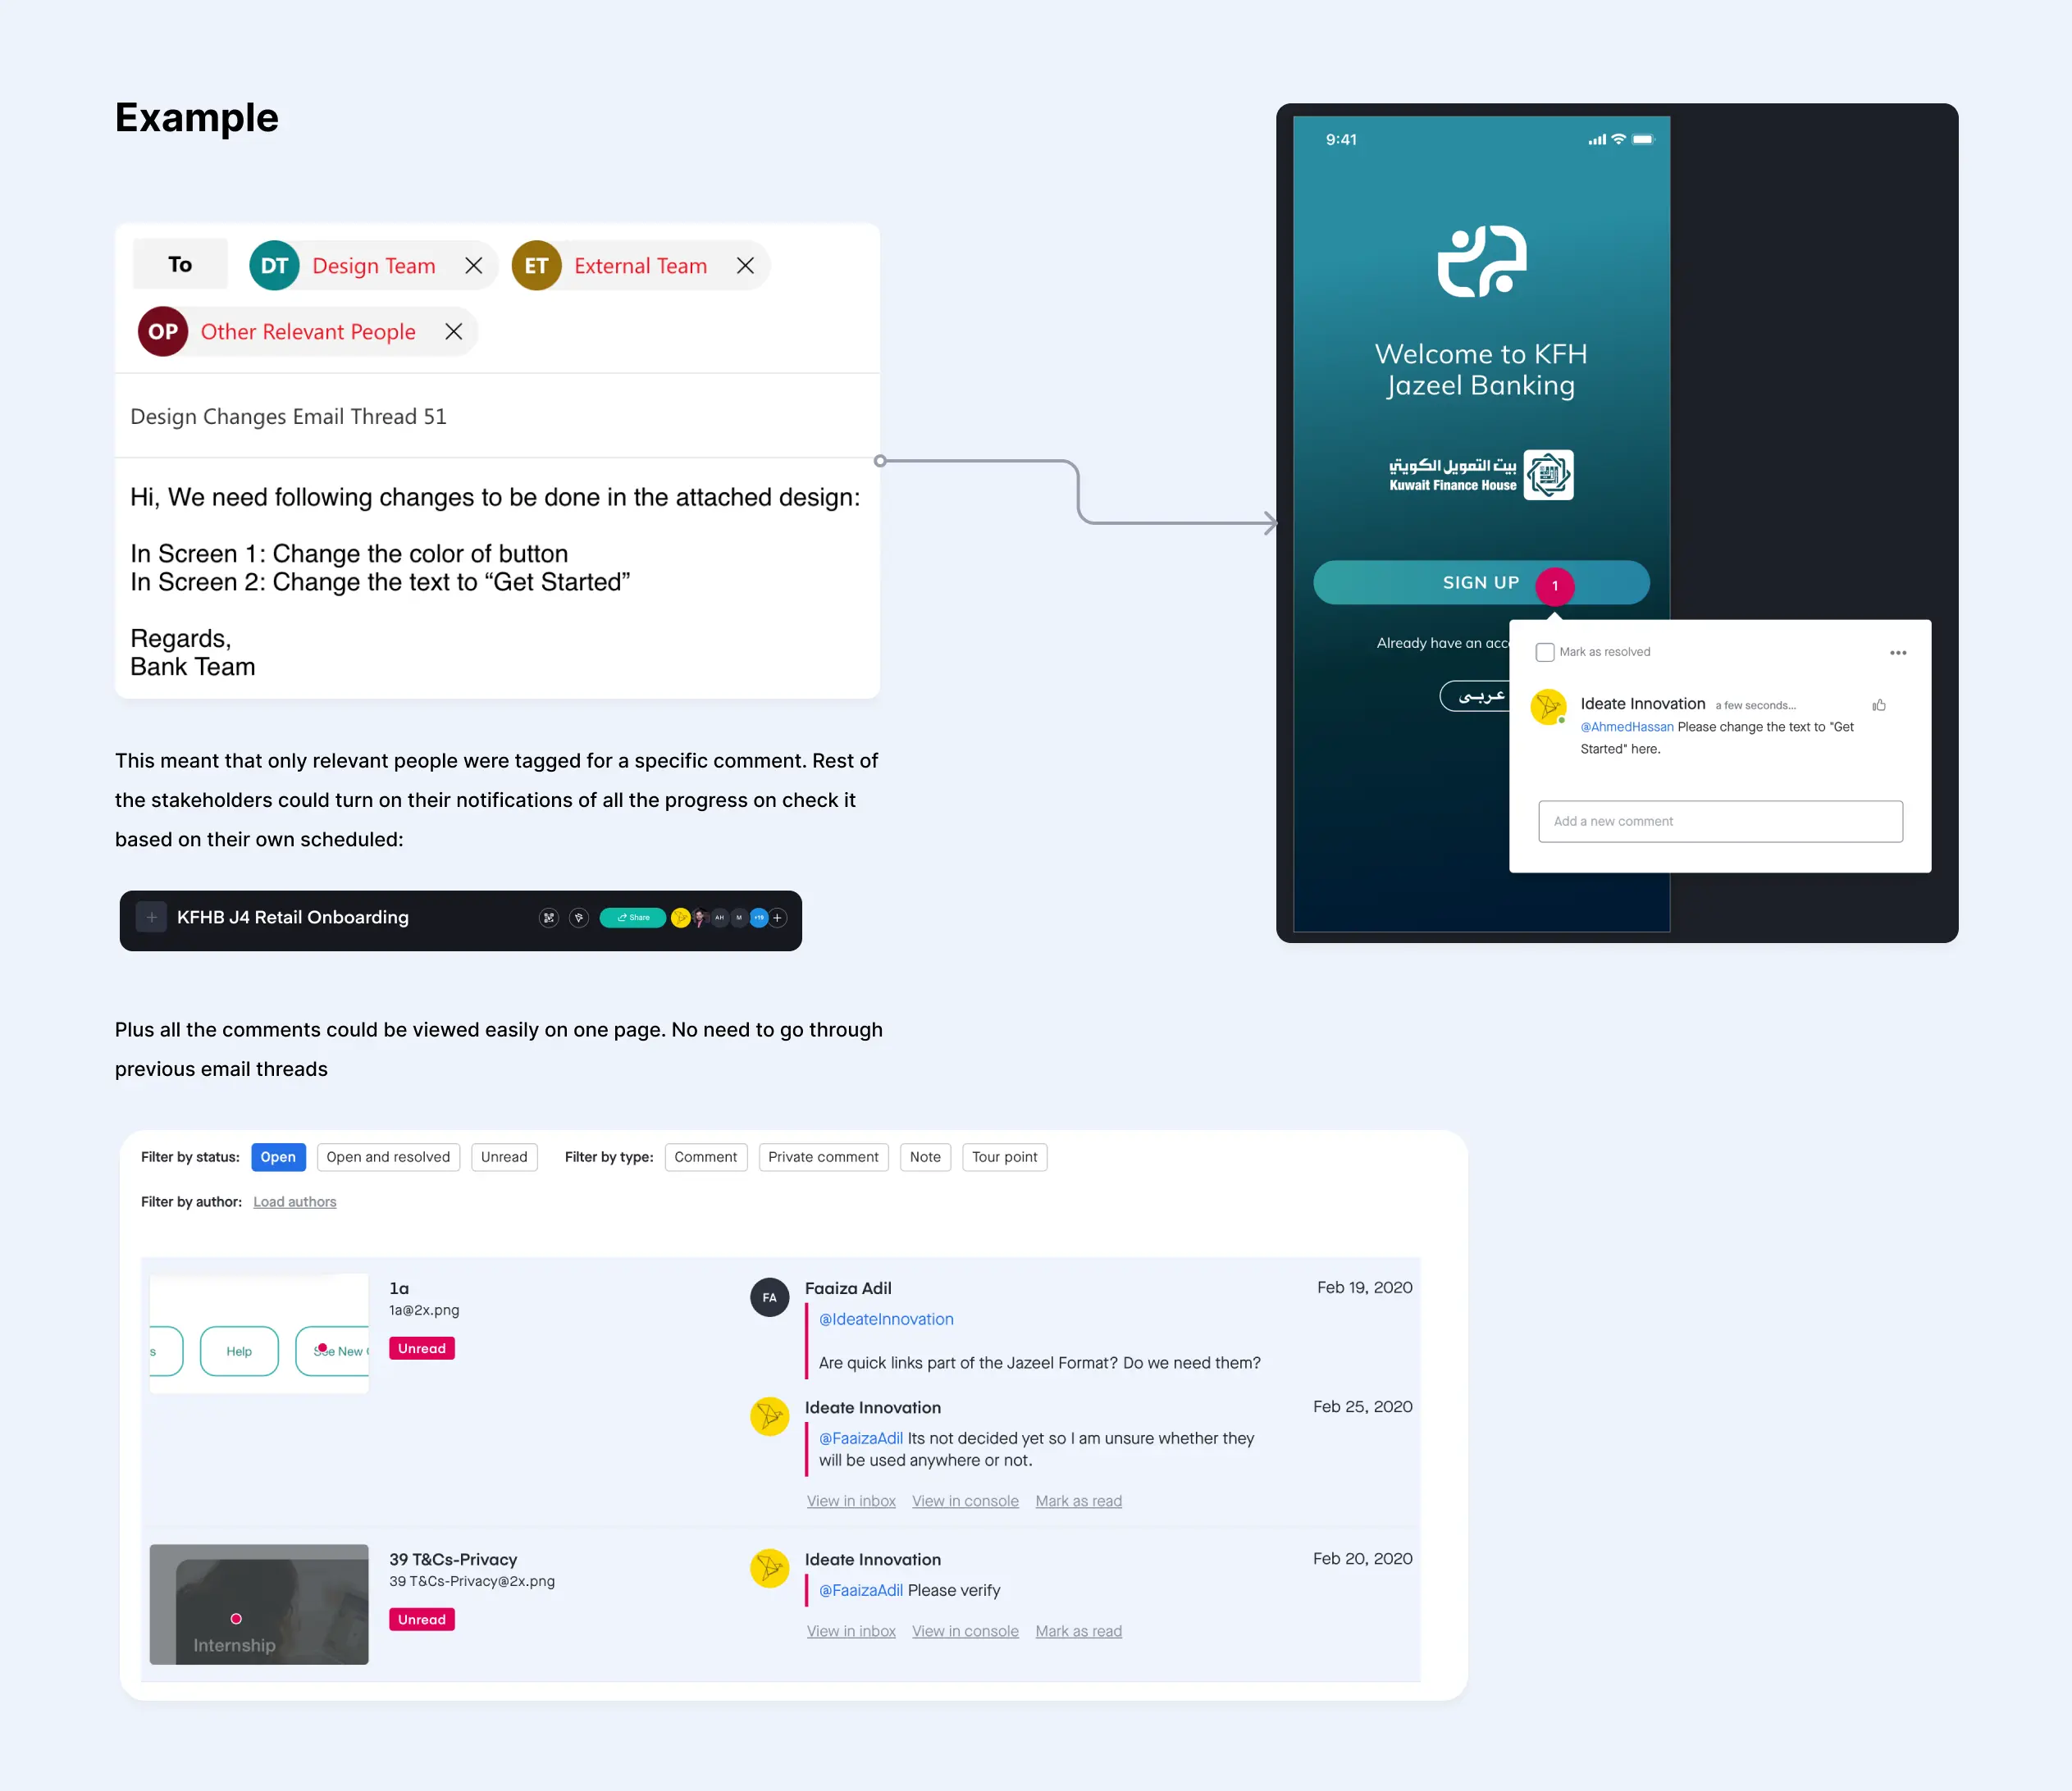 Example
To
DT Design Team
ET External Team
OP Other Relevant People
Design Changes Email Thread 51
Hi, We need following changes to be done in the attached design:
In Screen 1: Change the color of button
In Screen 2: Change the text to “Get Started”
Regards,
Bank Team
9:41
Welcome to KFH
Jazeel Banking
بيت التمويل الكويتي
Kuwait Finance House
SIGN UP
1
Already have an acc
عربي
Mark as resolved
Ideate Innovation a few seconds...
@AhmedHassan Please change the text to "Get
Started" here.
Add a new comment
This meant that only relevant people were tagged for a specific comment. Rest of
the stakeholders could turn on their notifications of all the progress on check it
based on their own scheduled:
KFHB J4 Retail Onboarding
Share
AH
M
+19
Plus all the comments could be viewed easily on one page. No need to go through
previous email threads
Filter by status: Open Open and resolved Unread Filter by type: Comment Private comment Note Tour point
Filter by author: Load authors
s Help See New
1a
1a@2x.png
Unread
FA Faaiza Adil Feb 19, 2020
@IdeateInnovation
Are quick links part of the Jazeel Format? Do we need them?
Ideate Innovation Feb 25, 2020
@FaaizaAdil Its not decided yet so I am unsure whether they
will be used anywhere or not.
View in inbox View in console Mark as read
Internship
39 T&Cs-Privacy
39 T&Cs-Privacy@2x.png
Unread
Ideate Innovation Feb 20, 2020
@FaaizaAdil Please verify
View in inbox View in console Mark as read